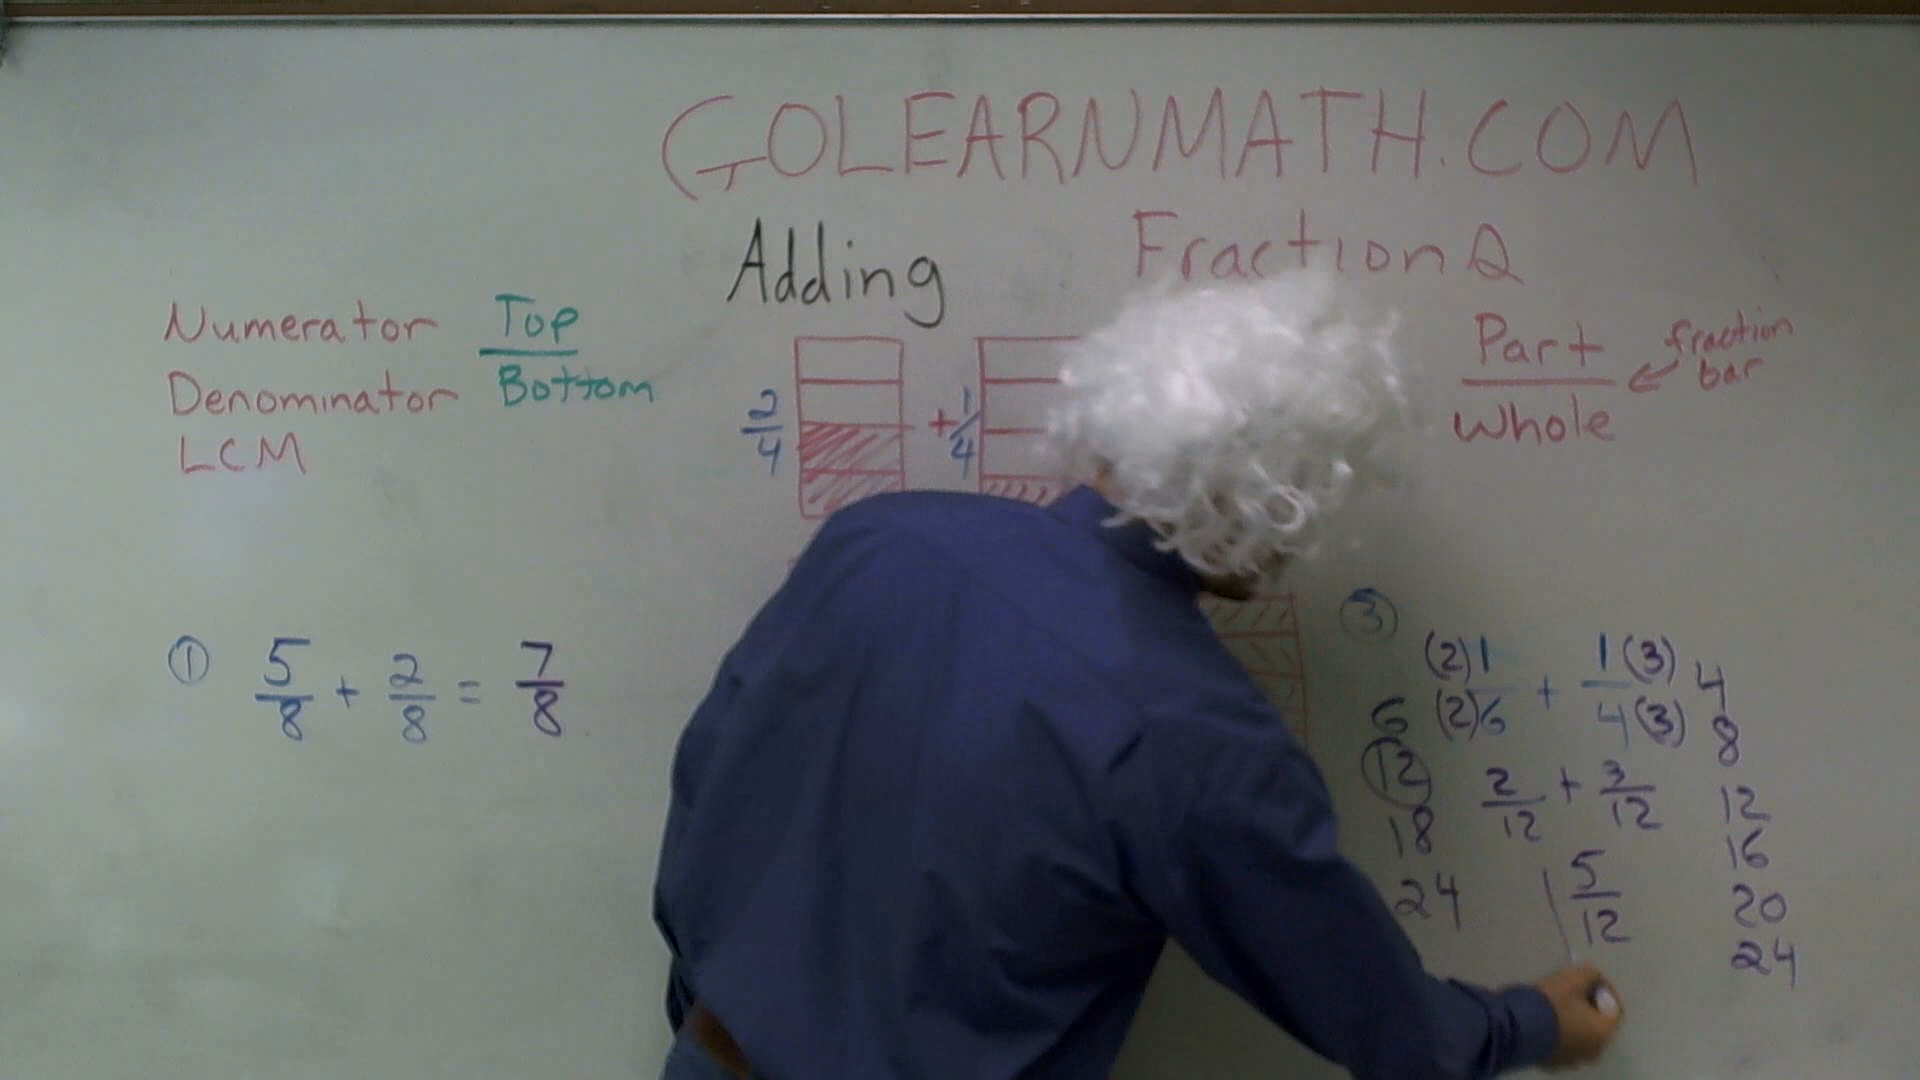 GOLEARNMATH.COM
Adding Fractions
Numerator Top
Denominator Bottom
LCM
2/4 + 1/4
Part
Whole
fraction
bar
① 5/8 + 2/8 = 7/8
③
(2)1/(2)6 + 1(3)/4(3)
2/12 + 3/12
5/12
6
12
18
24
4
8
12
16
20
24